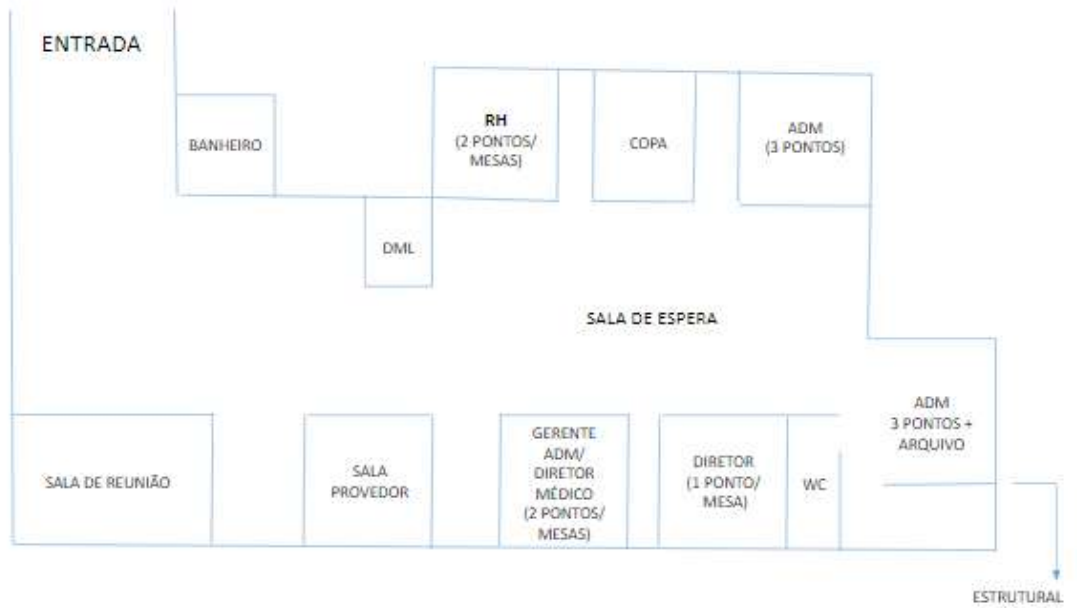 ENTRADA
BANHEIRO
RH
(2 PONTOS/
MESAS)
COPA
ADM
(3 PONTOS)
DML
SALA DE ESPERA
SALA DE REUNIÃO
SALA
PROVEDOR
GERENTE
ADM/
DIRETOR
MÉDICO
(2 PONTOS/
MESAS)
DIRETOR
(1 PONTO/
MESA)
WC
ADM
3 PONTOS +
ARQUIVO
ESTRUTURAL